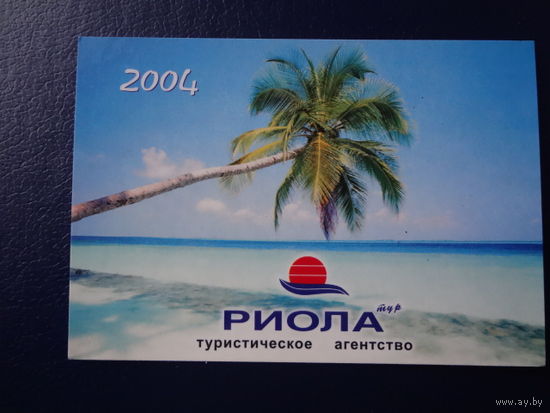 2004
РИОЛА тур
туристическое агентство
www.ay.by